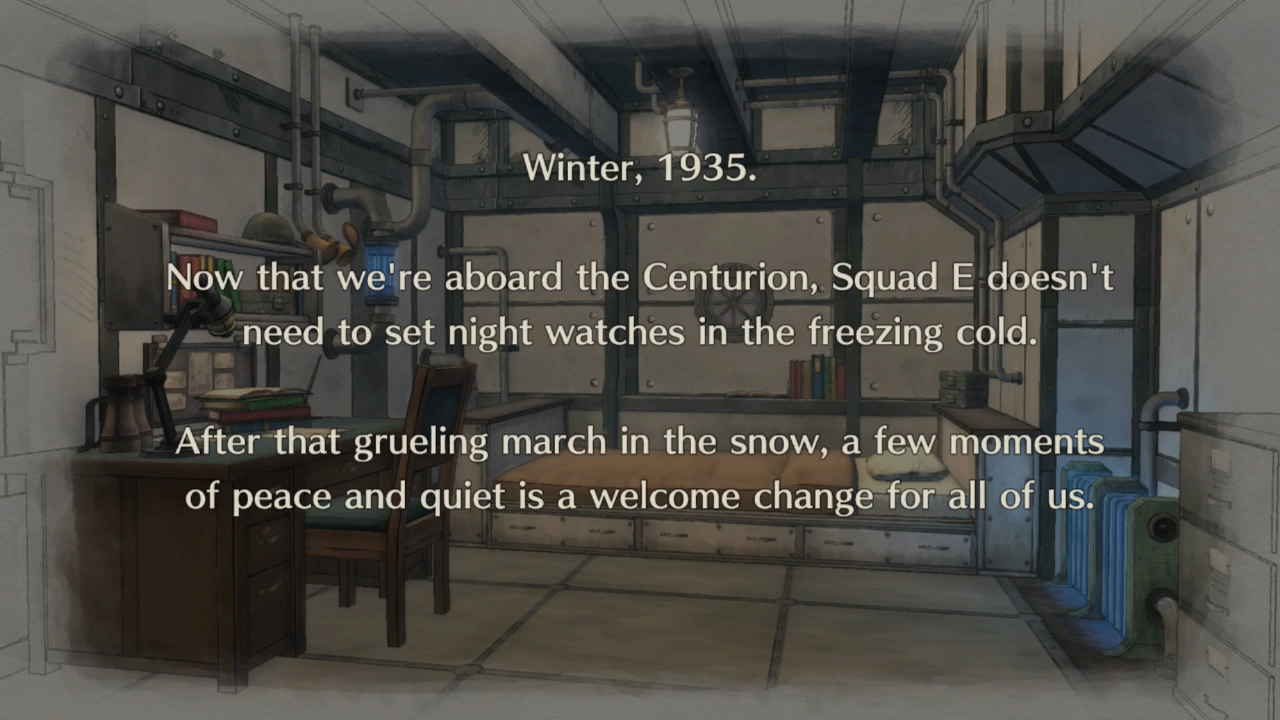 Winter, 1935.
Now that we're aboard the Centurion, Squad E doesn't
need to set night watches in the freezing cold.
After that grueling march in the snow, a few moments
of peace and quiet is a welcome change for all of us.